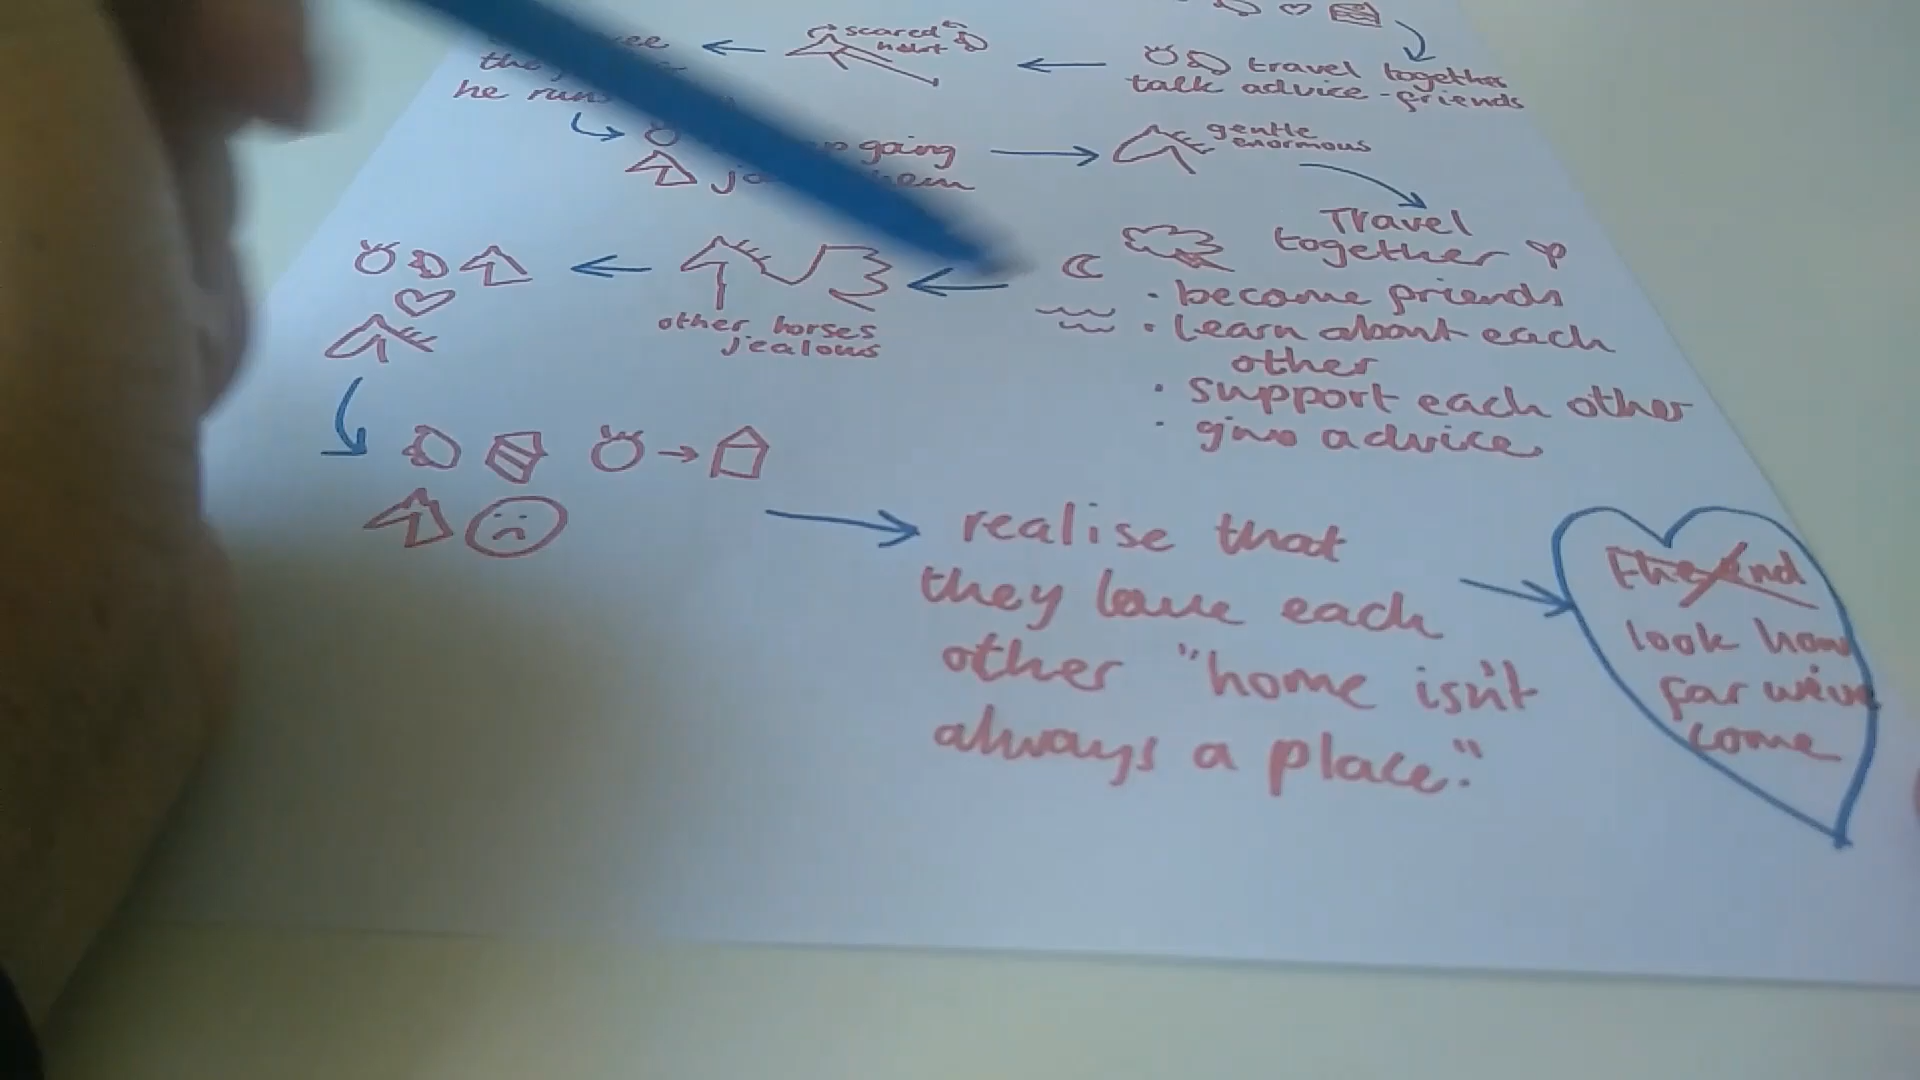 scared
hurt
travel together
talk advice - friends
he runs
going
gentle
enormous
Travel
together
· become friends
· learn about each
other
· support each other
· give advice
other horses
jealous
realise that
they love each
other "home isn't
always a place."
The End
look how
far we've
come